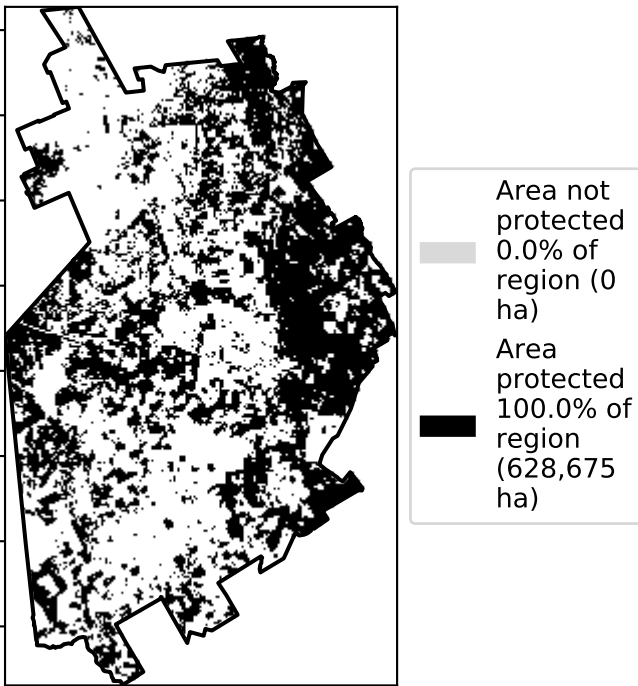 Area not
protected
0.0% of
region (0
ha)
Area
protected
100.0% of
region
(628,675
ha)